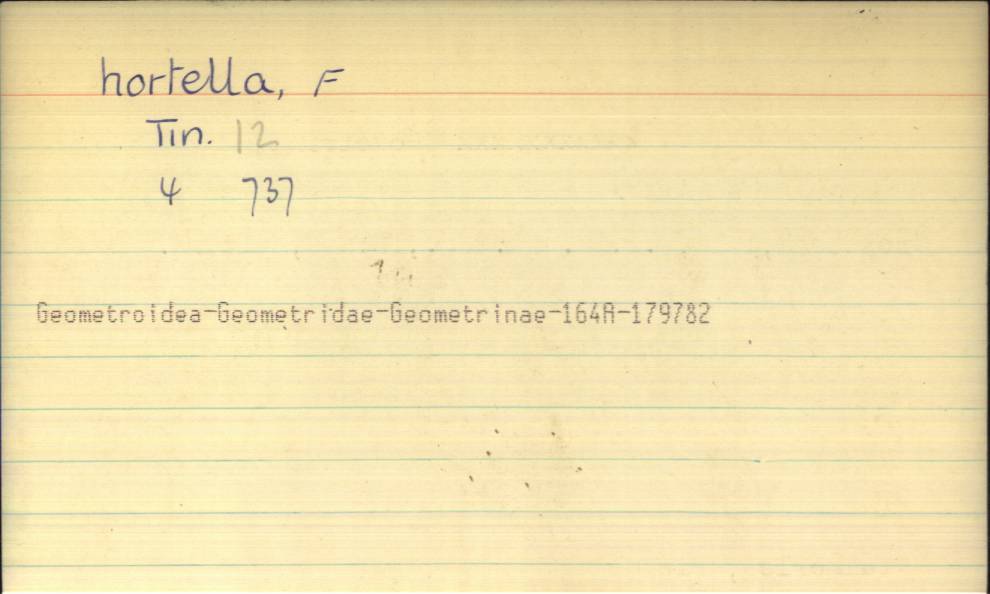 hortella, F
Tin. 12
4 737
Geometroidea-Geometridae-Geometrinae-164A-179782